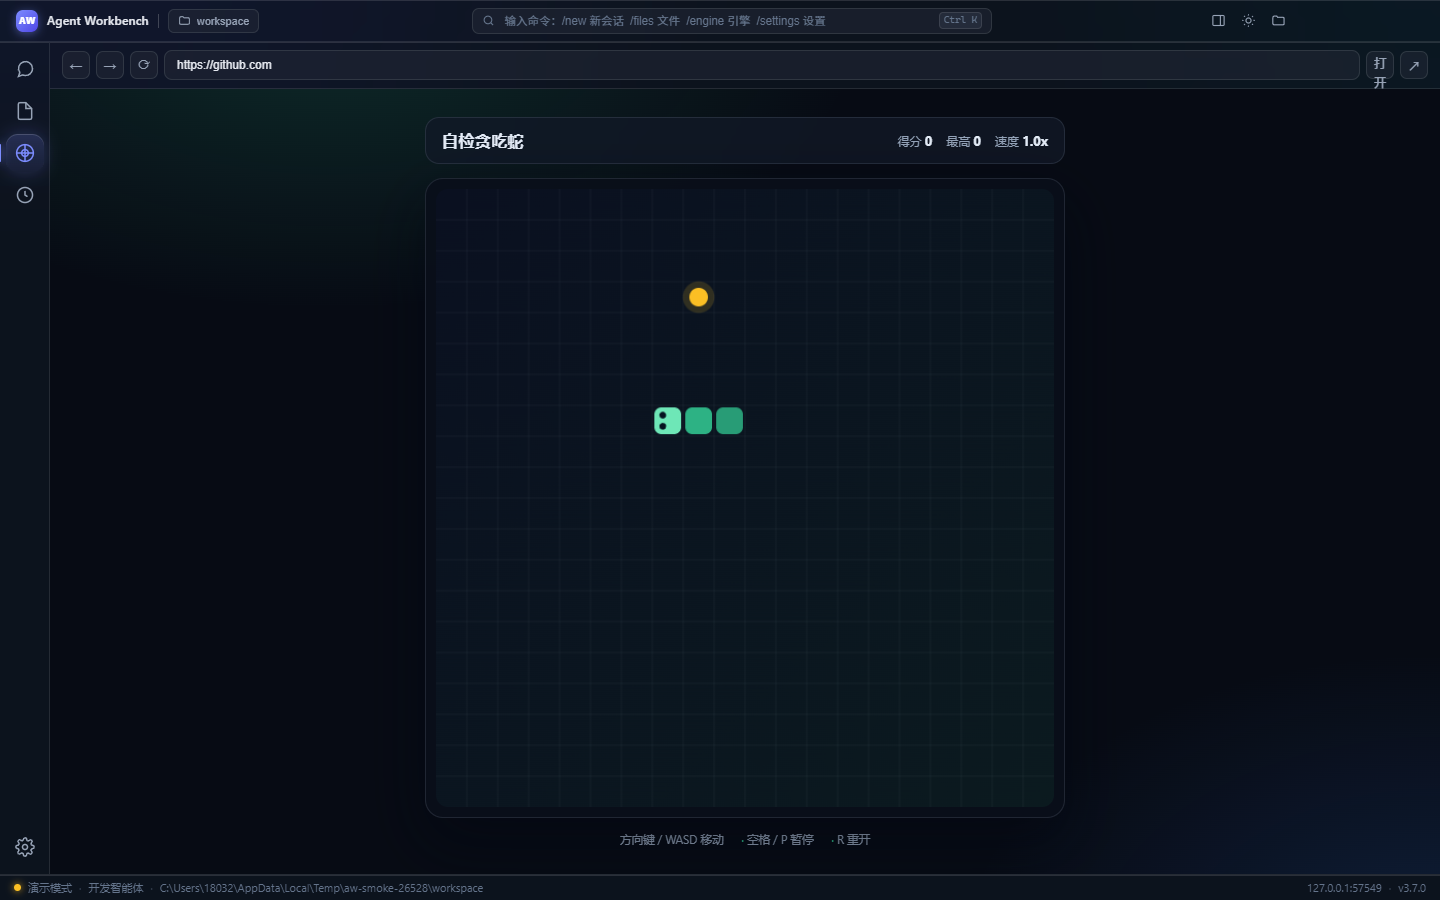 AW Agent Workbench workspace 输入命令: /new 新会话 /files 文件 /engine 引擎 /settings 设置 Ctrl K
https://github.com 打开
自检贪吃蛇 得分 0 最高 0 速度 1.0x
方向键 / WASD 移动 · 空格 / P 暂停 · R 重开
演示模式 · 开发智能体 · C:\Users\18032\AppData\Local\Temp\aw-smoke-26528\workspace 127.0.0.1:57549 · v3.7.0